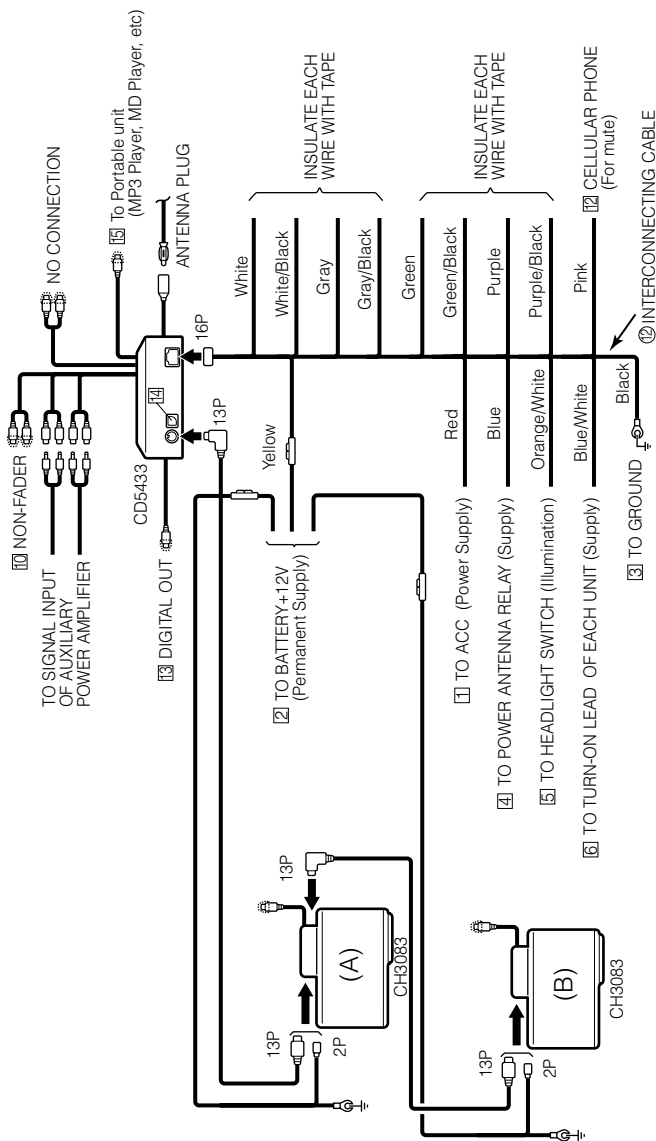 NO CONNECTION
15 To Portable unit
(MP3 Player, MD Player, etc)
ANTENNA PLUG
10 NON-FADER
TO SIGNAL INPUT
OF AUXILIARY
POWER AMPLIFIER
14
16P
13P
CD5433
13 DIGITAL OUT
White
White/Black
Gray
Gray/Black
INSULATE EACH
WIRE WITH TAPE
Green
Green/Black
Purple
Purple/Black
INSULATE EACH
WIRE WITH TAPE
Pink
12 CELLULAR PHONE
(For mute)
⑫ INTERCONNECTING CABLE
Yellow
2 TO BATTERY+12V
(Permanent Supply)
Red
1 TO ACC (Power Supply)
Blue
4 TO POWER ANTENNA RELAY (Supply)
Orange/White
5 TO HEADLIGHT SWITCH (Illumination)
Blue/White
6 TO TURN-ON LEAD OF EACH UNIT (Supply)
Black
3 TO GROUND
13P
(A)
CH3083
13P
2P
(B)
CH3083
13P
2P